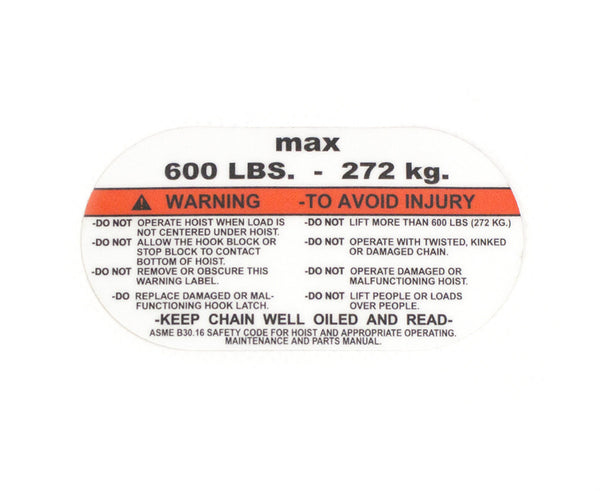 max
600 LBS. - 272 kg.
WARNING -TO AVOID INJURY
-DO NOT OPERATE HOIST WHEN LOAD IS
NOT CENTERED UNDER HOIST.
-DO NOT ALLOW THE HOOK BLOCK OR
STOP BLOCK TO CONTACT
BOTTOM OF HOIST.
-DO NOT REMOVE OR OBSCURE THIS
WARNING LABEL.
-DO REPLACE DAMAGED OR MAL-
FUNCTIONING HOOK LATCH.
-DO NOT LIFT MORE THAN 600 LBS (272 KG.)
-DO NOT OPERATE WITH TWISTED, KINKED
OR DAMAGED CHAIN.
-DO NOT OPERATE DAMAGED OR
MALFUNCTIONING HOIST.
-DO NOT LIFT PEOPLE OR LOADS
OVER PEOPLE.
-KEEP CHAIN WELL OILED AND READ-
ASME B30.16 SAFETY CODE FOR HOIST AND APPROPRIATE OPERATING.
MAINTENANCE AND PARTS MANUAL.